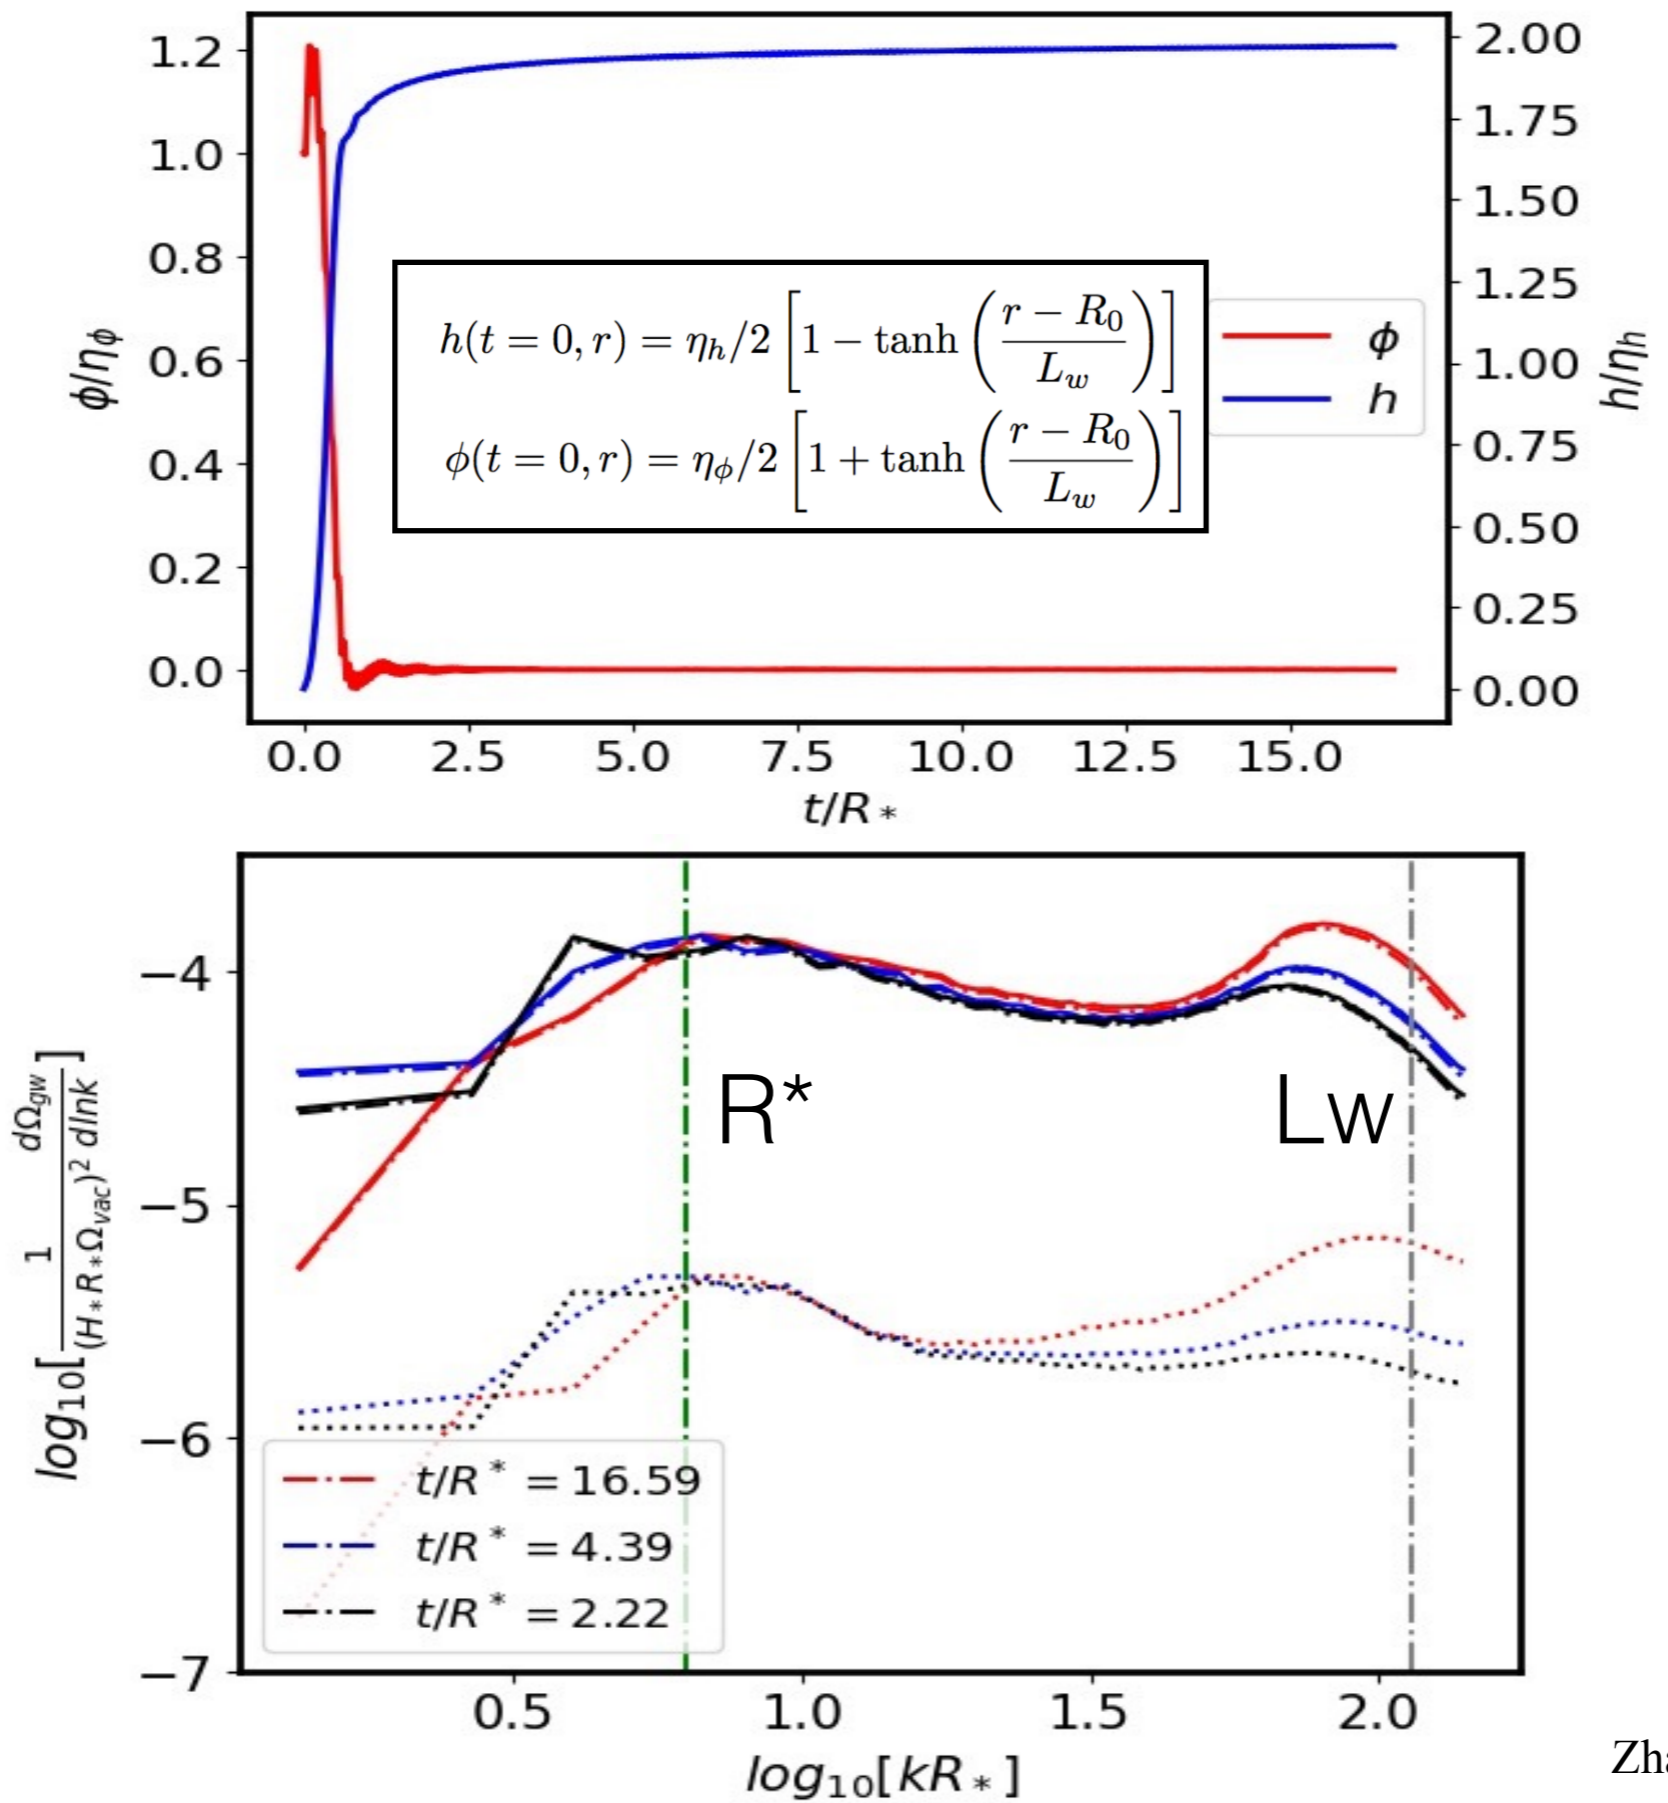 1.2
1.0
0.8
0.6
0.4
0.2
0.0
ϕ/η_ϕ
2.00
1.75
1.50
1.25
1.00
0.75
0.50
0.25
0.00
h/η_h
h(t = 0, r) = η_h/2 [1 − tanh ((r − R_0)/L_w)]
ϕ(t = 0, r) = η_ϕ/2 [1 + tanh ((r − R_0)/L_w)]
ϕ
h
0.0 2.5 5.0 7.5 10.0 12.5 15.0
t/R_*
−4
−5
−6
−7
log_10[1/(H_*R_*Ω_vac)^2 dΩ_gw/dlnk]
R*
Lw
t/R^* = 16.59
t/R^* = 4.39
t/R^* = 2.22
0.5 1.0 1.5 2.0
log_10[kR_*]
Zha